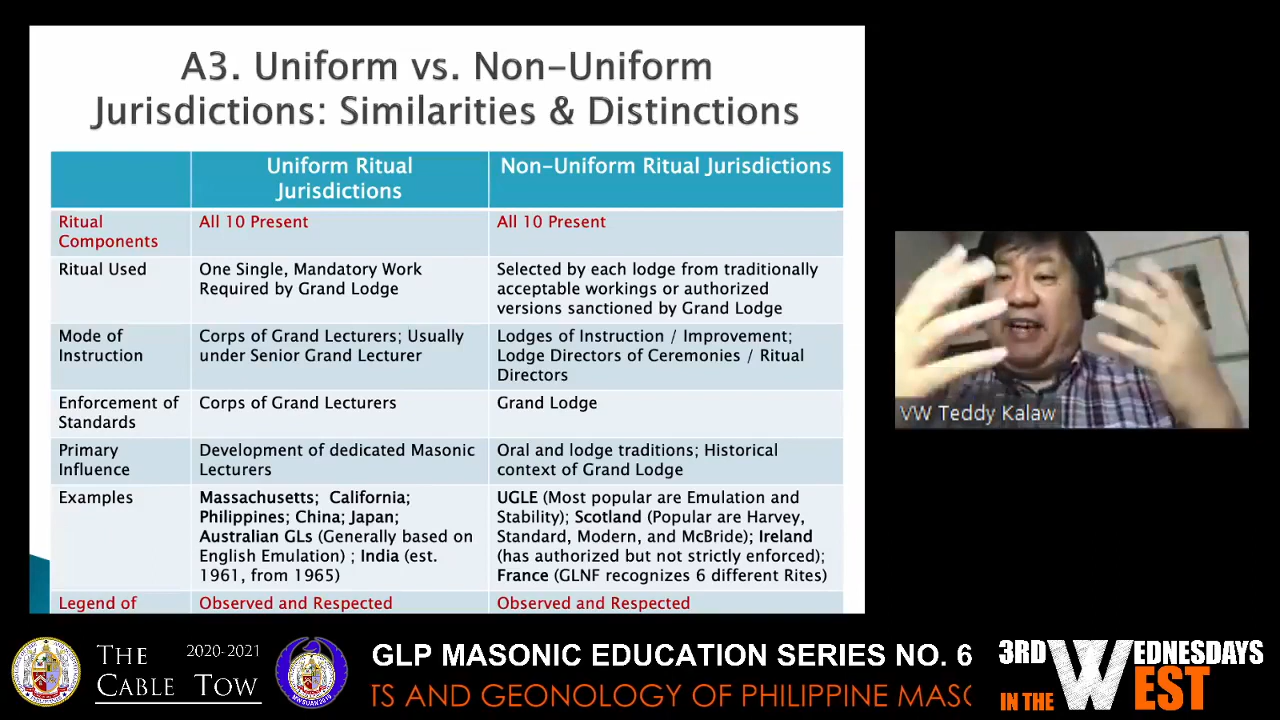 A3. Uniform vs. Non-Uniform
Jurisdictions: Similarities & Distinctions
Uniform Ritual
Jurisdictions
Non-Uniform Ritual Jurisdictions
Ritual
Components
All 10 Present
All 10 Present
Ritual Used
One Single, Mandatory Work
Required by Grand Lodge
Selected by each lodge from traditionally
acceptable workings or authorized
versions sanctioned by Grand Lodge
Mode of
Instruction
Corps of Grand Lecturers; Usually
under Senior Grand Lecturer
Lodges of Instruction / Improvement;
Lodge Directors of Ceremonies / Ritual
Directors
Enforcement of
Standards
Corps of Grand Lecturers
Grand Lodge
Primary
Influence
Development of dedicated Masonic
Lecturers
Oral and lodge traditions; Historical
context of Grand Lodge
Examples
Massachusetts; California;
Philippines; China; Japan;
Australian GLs (Generally based on
English Emulation) ; India (est.
1961, from 1965)
UGLE (Most popular are Emulation and
Stability); Scotland (Popular are Harvey,
Standard, Modern, and McBride); Ireland
(has authorized but not strictly enforced);
France (GLNF recognizes 6 different Rites)
Legend of
Observed and Respected
Observed and Respected
VW Teddy Kalaw
THE
CABLE TOW
2020-2021
GLP MASONIC EDUCATION SERIES NO. 6
TS AND GEONOLOGY OF PHILIPPINE MASC
3RD WEDNESDAYS
IN THE WEST